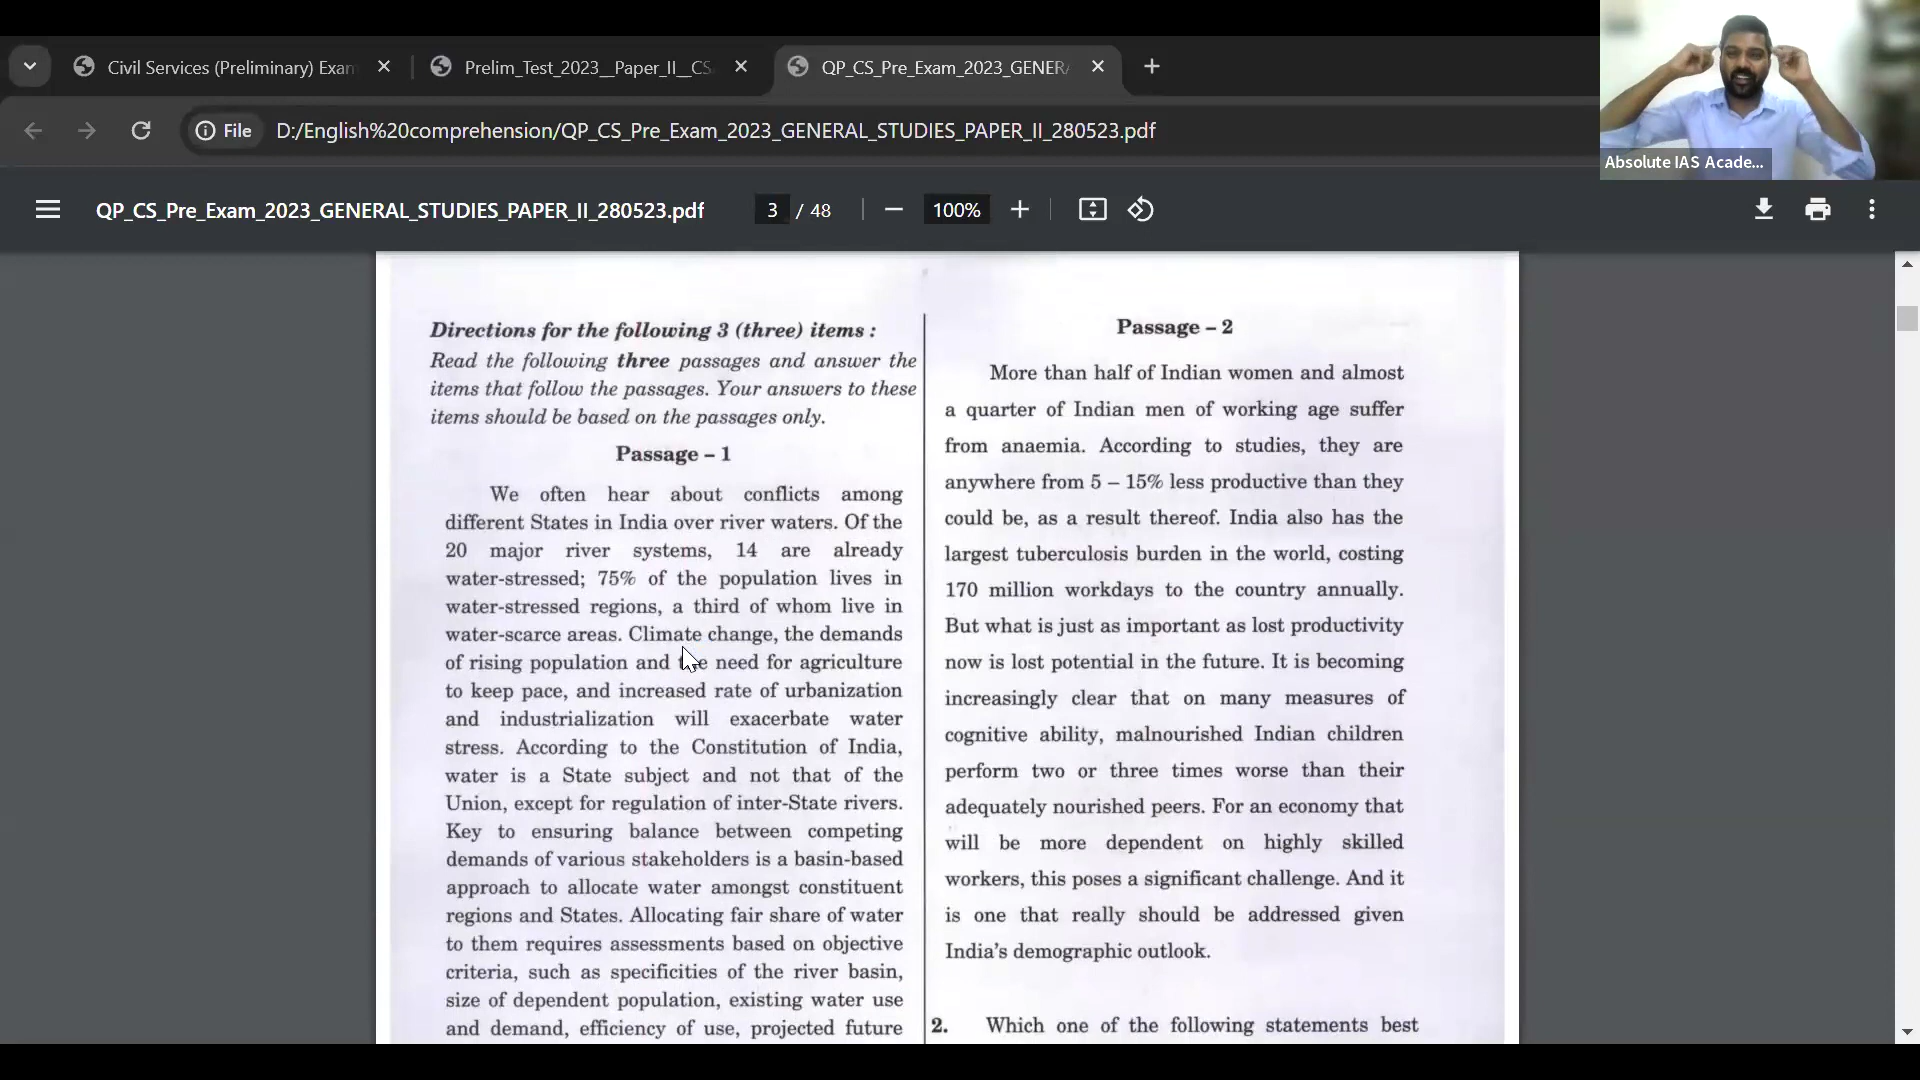 Civil Services (Preliminary) Exam
Prelim_Test_2023__Paper_II__CS
QP_CS_Pre_Exam_2023_GENERA
File
D:/English%20comprehension/QP_CS_Pre_Exam_2023_GENERAL_STUDIES_PAPER_II_280523.pdf
Absolute IAS Acade...
QP_CS_Pre_Exam_2023_GENERAL_STUDIES_PAPER_II_280523.pdf
3 / 48
100%
Directions for the following 3 (three) items :
Read the following three passages and answer the
items that follow the passages. Your answers to these
items should be based on the passages only.
Passage – 1
We often hear about conflicts among
different States in India over river waters. Of the
20 major river systems, 14 are already
water-stressed; 75% of the population lives in
water-stressed regions, a third of whom live in
water-scarce areas. Climate change, the demands
of rising population and the need for agriculture
to keep pace, and increased rate of urbanization
and industrialization will exacerbate water
stress. According to the Constitution of India,
water is a State subject and not that of the
Union, except for regulation of inter-State rivers.
Key to ensuring balance between competing
demands of various stakeholders is a basin-based
approach to allocate water amongst constituent
regions and States. Allocating fair share of water
to them requires assessments based on objective
criteria, such as specificities of the river basin,
size of dependent population, existing water use
and demand, efficiency of use, projected future
Passage – 2
More than half of Indian women and almost
a quarter of Indian men of working age suffer
from anaemia. According to studies, they are
anywhere from 5 – 15% less productive than they
could be, as a result thereof. India also has the
largest tuberculosis burden in the world, costing
170 million workdays to the country annually.
But what is just as important as lost productivity
now is lost potential in the future. It is becoming
increasingly clear that on many measures of
cognitive ability, malnourished Indian children
perform two or three times worse than their
adequately nourished peers. For an economy that
will be more dependent on highly skilled
workers, this poses a significant challenge. And it
is one that really should be addressed given
India's demographic outlook.
2. Which one of the following statements best